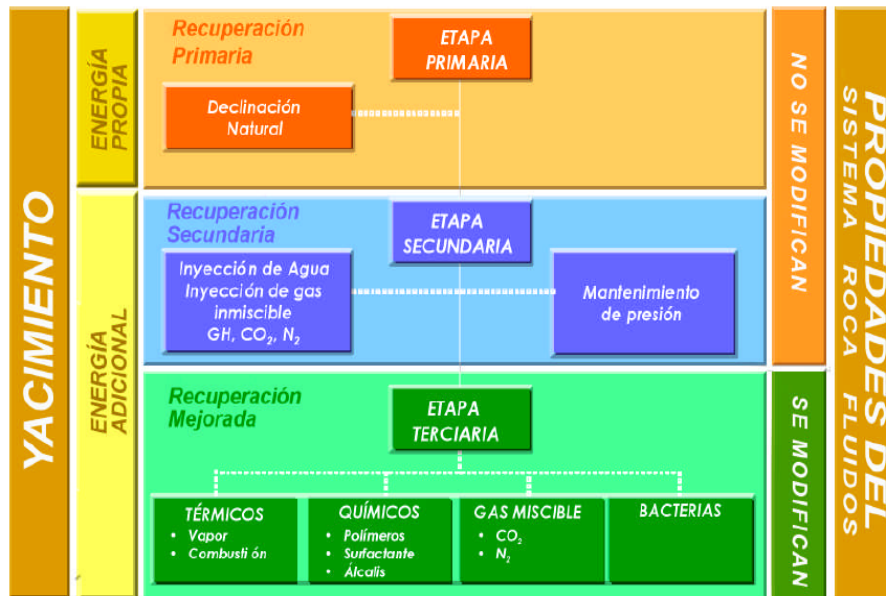 YACIMIENTO
ENERGÍA
PROPIA
Recuperación
Primaria
ETAPA
PRIMARIA
Declinación
Natural
NO SE MODIFICAN
PROPIEDADES DEL
SISTEMA ROCA FLUIDOS
ENERGÍA
ADICIONAL
Recuperación
Secundaria
ETAPA
SECUNDARIA
Inyección de Agua
Inyección de gas
inmiscible
GH, CO₂, N₂
Mantenimiento
de presión
Recuperación
Mejorada
ETAPA
TERCIARIA
SE MODIFICAN
TÉRMICOS
• Vapor
• Combustión
QUÍMICOS
• Polímeros
• Surfactante
• Álcalis
GAS MISCIBLE
• CO₂
• N₂
BACTERIAS